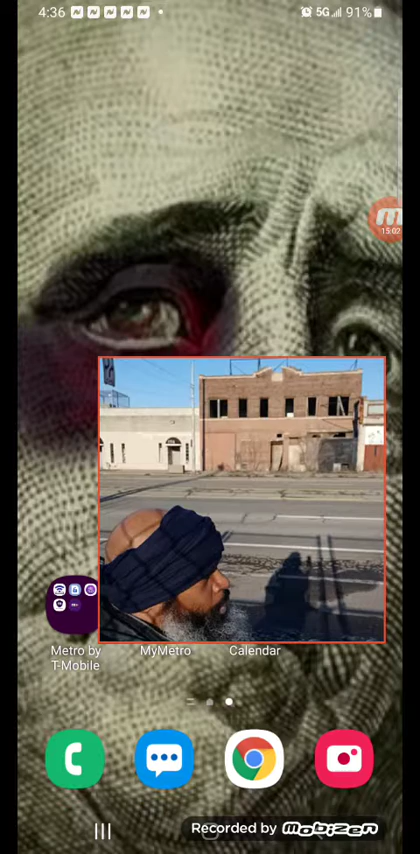 4:36
5G 91%
15:02
Metro by
T-Mobile
MyMetro
Calendar
Recorded by mobizen